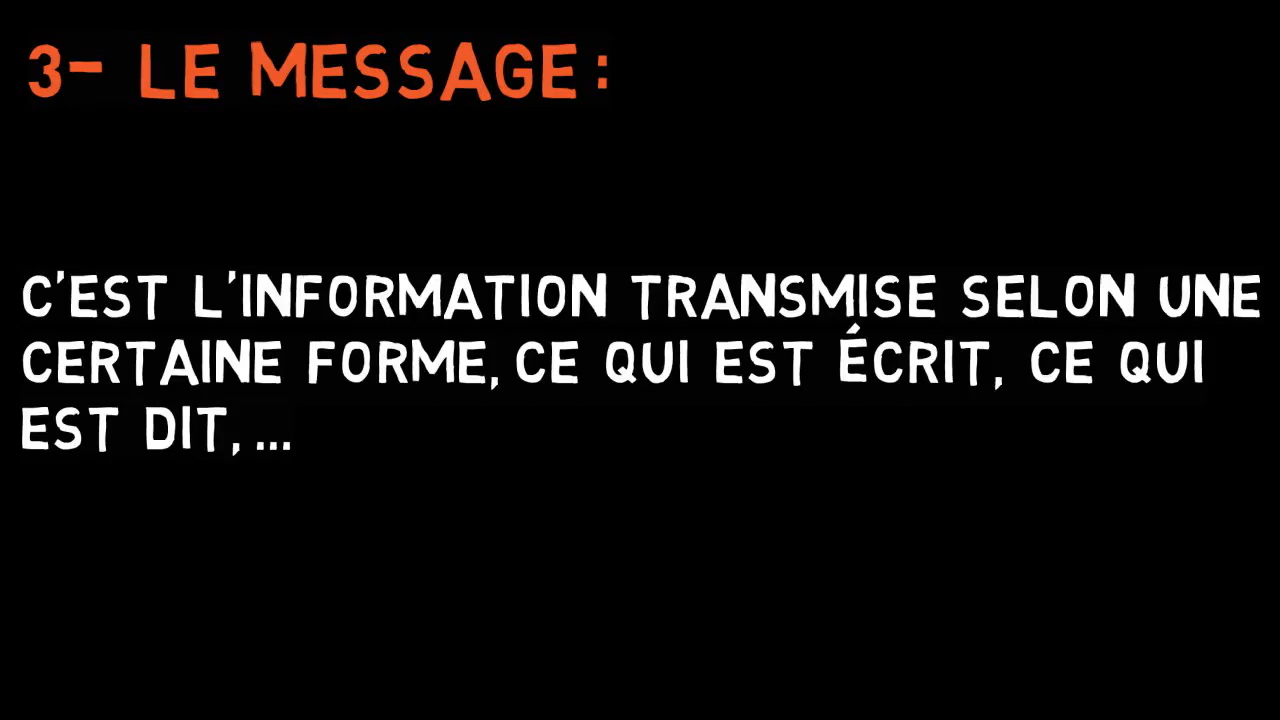 3- LE MESSAGE :
C'EST L'INFORMATION TRANSMISE SELON UNE
CERTAINE FORME, CE QUI EST ÉCRIT, CE QUI
EST DIT, ...